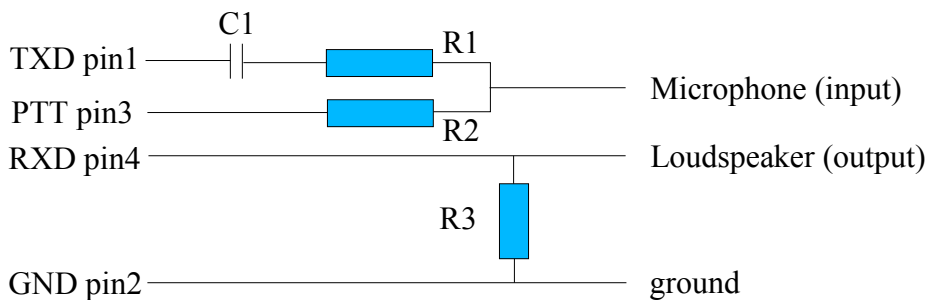 C1
TXD pin1
R1
Microphone (input)
PTT pin3
R2
RXD pin4
Loudspeaker (output)
R3
GND pin2
ground